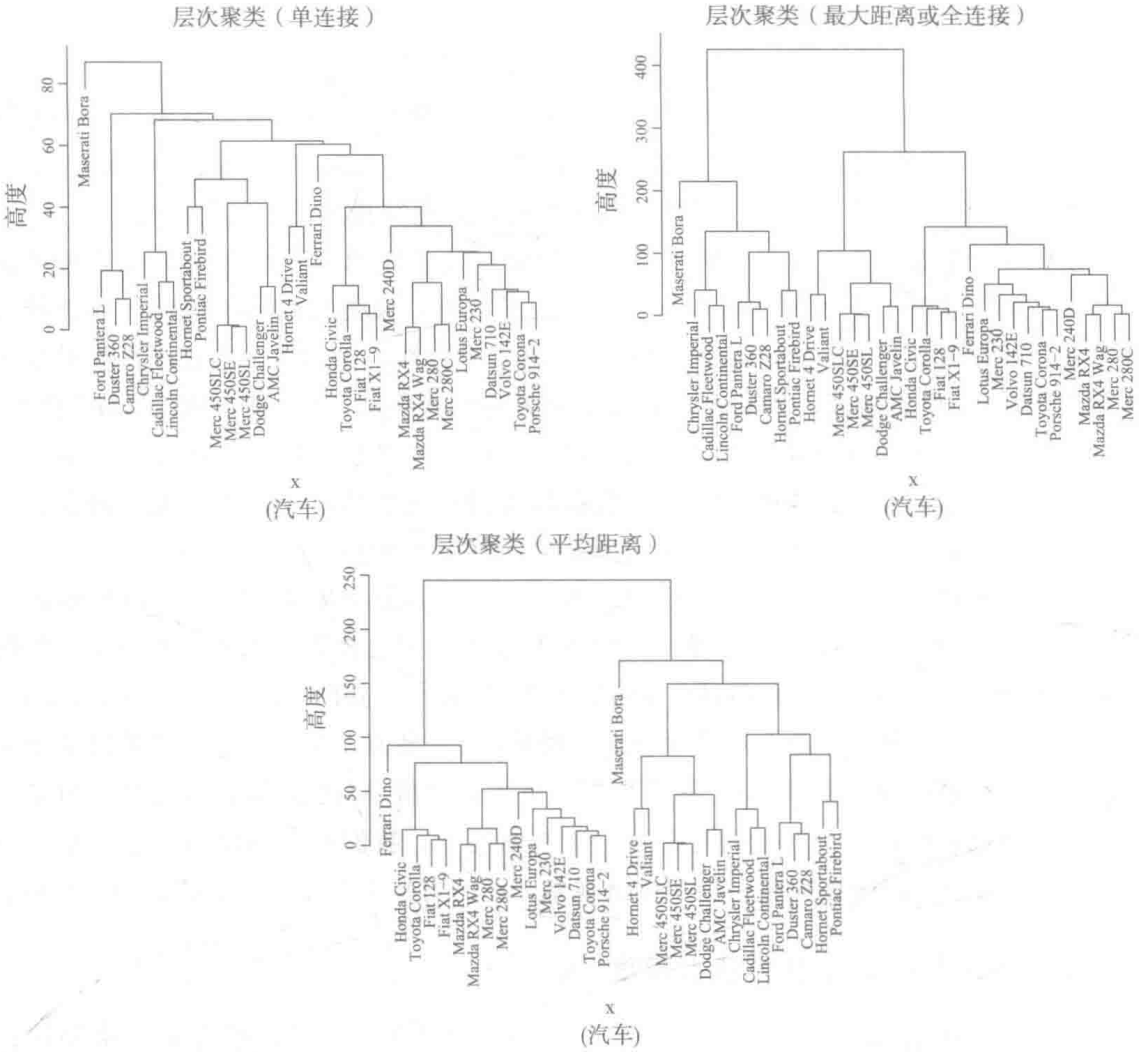 层次聚类（单连接）
高度
80
60
40
20
0
Maserati Bora
Ford Pantera L
Duster 360
Camaro Z28
Chrysler Imperial
Cadillac Fleetwood
Lincoln Continental
Hornet Sportabout
Pontiac Firebird
Merc 450SLC
Merc 450SE
Merc 450SL
Dodge Challenger
AMC Javelin
Hornet 4 Drive
Valiant
Ferrari Dino
Honda Civic
Toyota Corolla
Fiat 128
Fiat X1-9
Merc 240D
Mazda RX4
Mazda RX4 Wag
Merc 280
Merc 280C
Lotus Europa
Merc 230
Datsun 710
Volvo 142E
Toyota Corona
Porsche 914-2
x
(汽车)
层次聚类（最大距离或全连接）
高度
400
300
200
100
0
Maserati Bora
Chrysler Imperial
Cadillac Fleetwood
Lincoln Continental
Ford Pantera L
Duster 360
Camaro Z28
Hornet Sportabout
Pontiac Firebird
Hornet 4 Drive
Valiant
Merc 450SLC
Merc 450SE
Merc 450SL
Dodge Challenger
AMC Javelin
Honda Civic
Toyota Corolla
Fiat 128
Fiat X1-9
Ferrari Dino
Lotus Europa
Merc 230
Volvo 142E
Datsun 710
Toyota Corona
Porsche 914-2
Merc 240D
Mazda RX4
Mazda RX4 Wag
Merc 280
Merc 280C
x
(汽车)
层次聚类（平均距离）
高度
250
200
150
100
50
0
Ferrari Dino
Honda Civic
Toyota Corolla
Fiat 128
Fiat X1-9
Mazda RX4
Mazda RX4 Wag
Merc 280
Merc 280C
Merc 240D
Lotus Europa
Merc 230
Volvo 142E
Datsun 710
Toyota Corona
Porsche 914-2
Maserati Bora
Hornet 4 Drive
Valiant
Merc 450SLC
Merc 450SE
Merc 450SL
Dodge Challenger
AMC Javelin
Chrysler Imperial
Cadillac Fleetwood
Lincoln Continental
Ford Pantera L
Duster 360
Camaro Z28
Hornet Sportabout
Pontiac Firebird
x
(汽车)